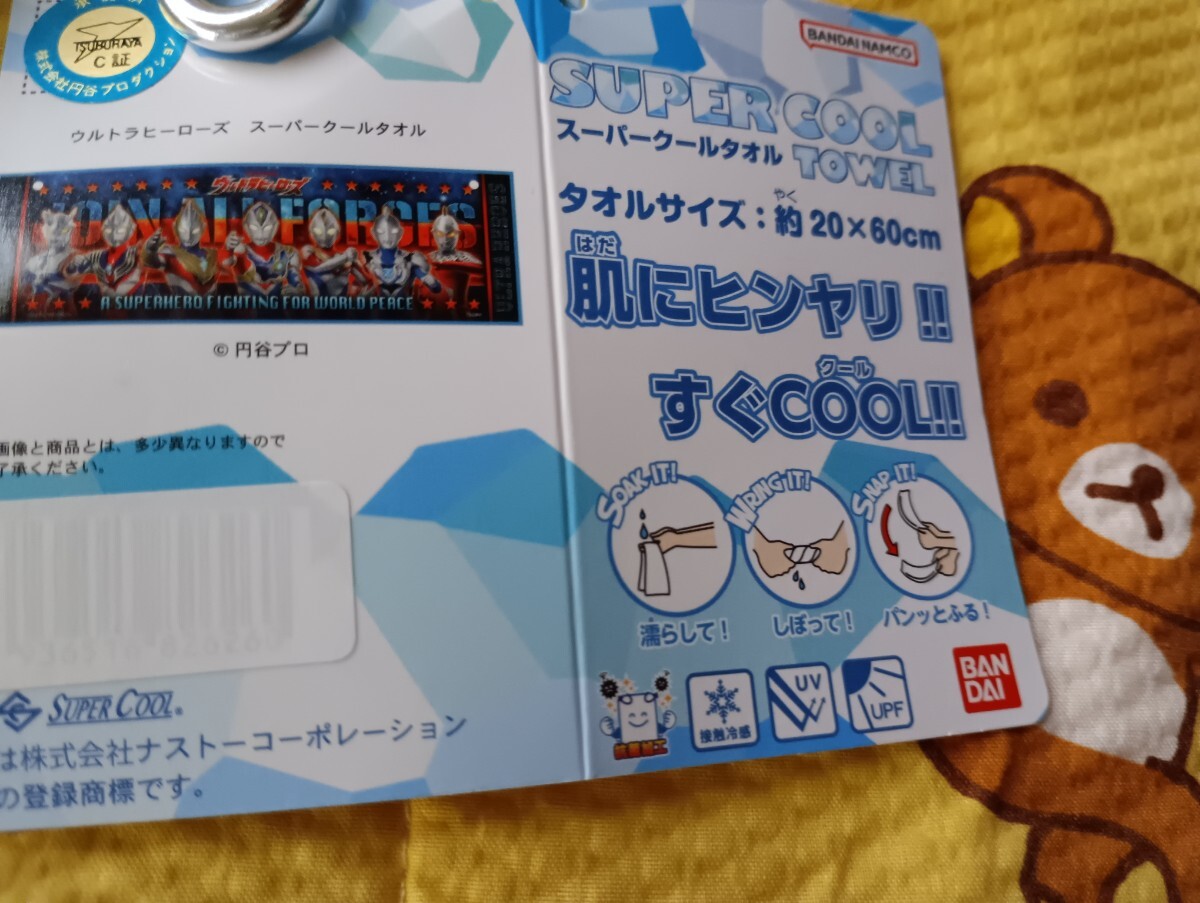 TSUBURAYA
C 証
株式会社円谷プロダクション
ウルトラヒーローズ スーパークールタオル
ウルトラヒーローズ
JOIN ALL FORCES
A SUPERHERO FIGHTING FOR WORLD PEACE
© 円谷プロ
画像と商品とは、多少異なりますので
了承ください。
SUPER COOL®
は株式会社ナストーコーポレーション
の登録商標です。
BANDAI NAMCO
SUPER COOL
TOWEL
スーパークールタオル
やく
タオルサイズ：約 20×60cm
はだ
肌にヒンヤリ !!
クール
すぐCOOL!!
SOAK IT!
WRING IT!
SNAP IT!
濡らして！
しぼって！
パンッとふる！
接触冷感
UV
UPF
BAN
DAI